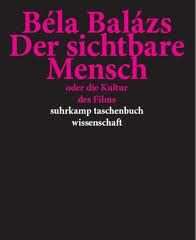 Béla Balázs
Der sichtbare
Mensch
oder die Kultur
des Films
suhrkamp taschenbuch
wissenschaft